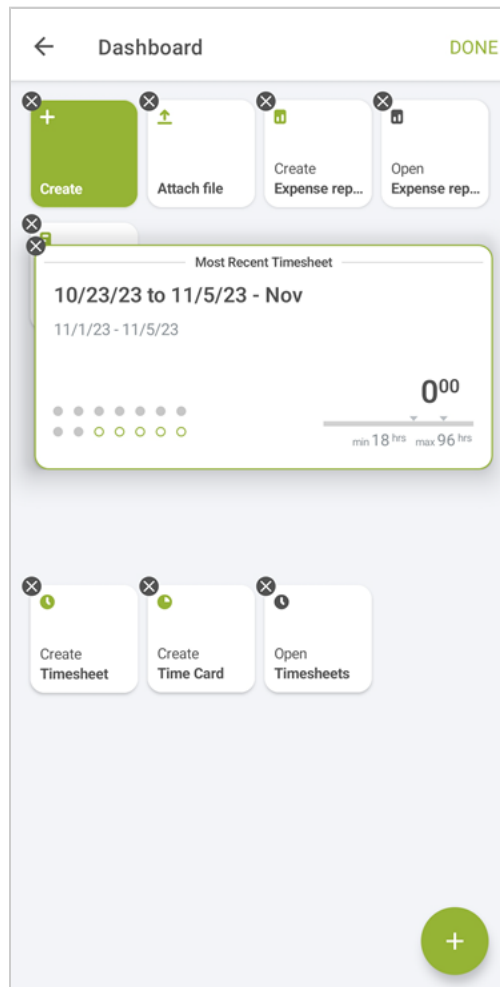 Dashboard
DONE
Create
Attach file
Create
Expense rep...
Open
Expense rep...
Most Recent Timesheet
10/23/23 to 11/5/23 - Nov
11/1/23 - 11/5/23
000
min 18 hrs max 96 hrs
Create
Timesheet
Create
Time Card
Open
Timesheets